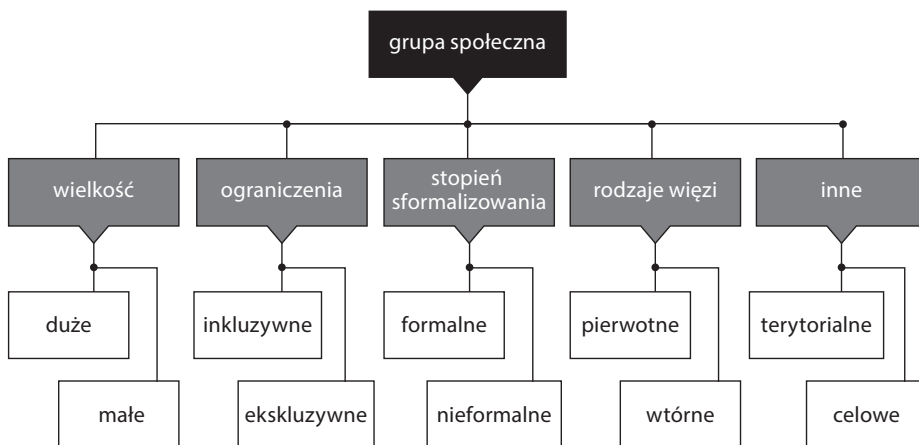 grupa społeczna
wielkość
ograniczenia
stopień
sformalizowania
rodzaje więzi
inne
duże
inkluzywne
formalne
pierwotne
terytorialne
małe
ekskluzywne
nieformalne
wtórne
celowe